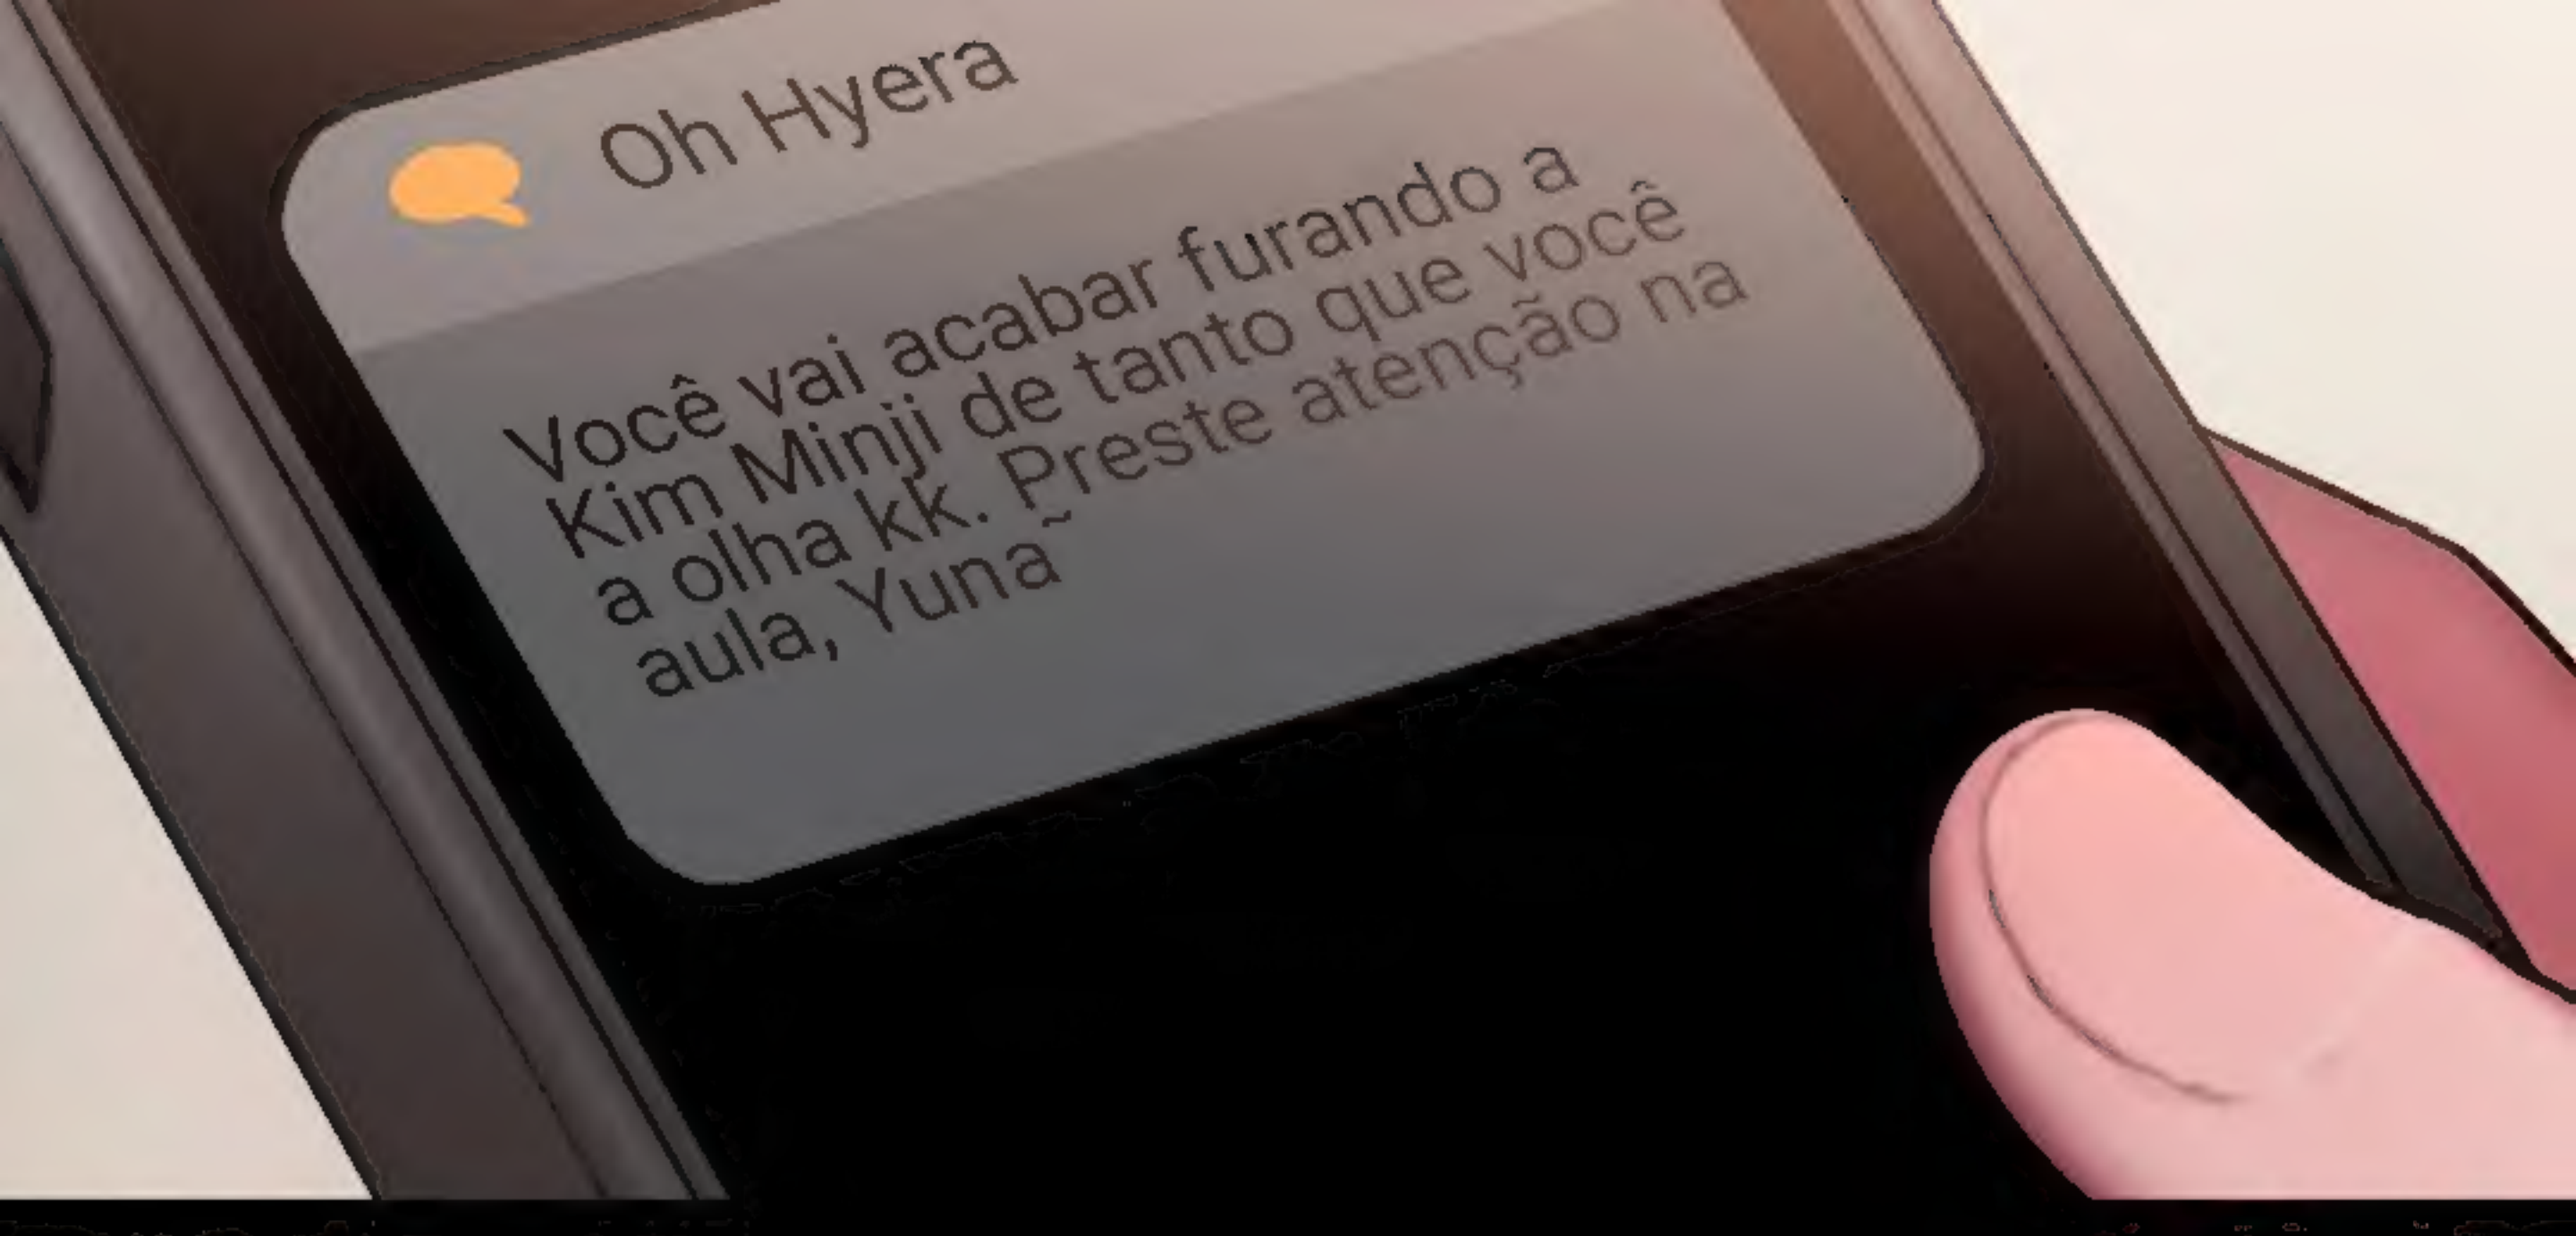 Oh Hyera
Você vai acabar furando a
Kim Minji de tanto que você
a olha kk. Preste atenção na
aula, Yuna~